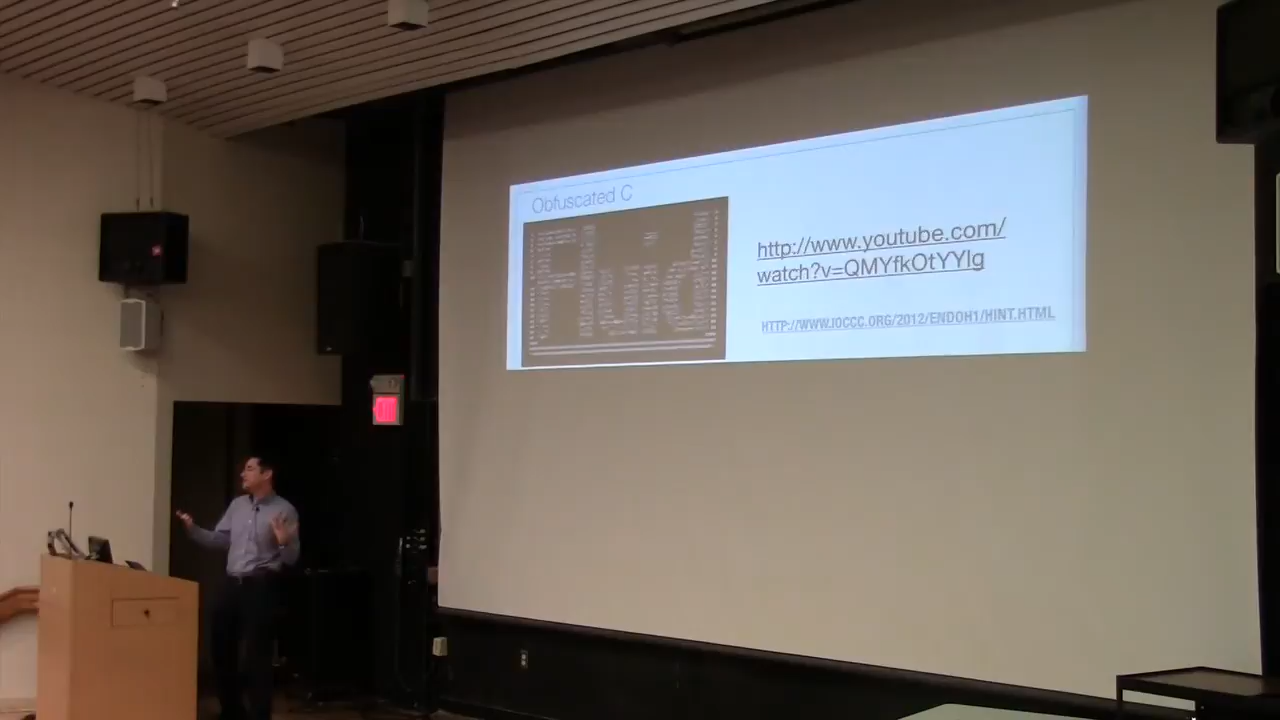 Obfuscated C
Fluid
http://www.youtube.com/
watch?v=QMYfkOtYYlg
HTTP://WWW.IOCCC.ORG/2012/ENDOH1/HINT.HTML